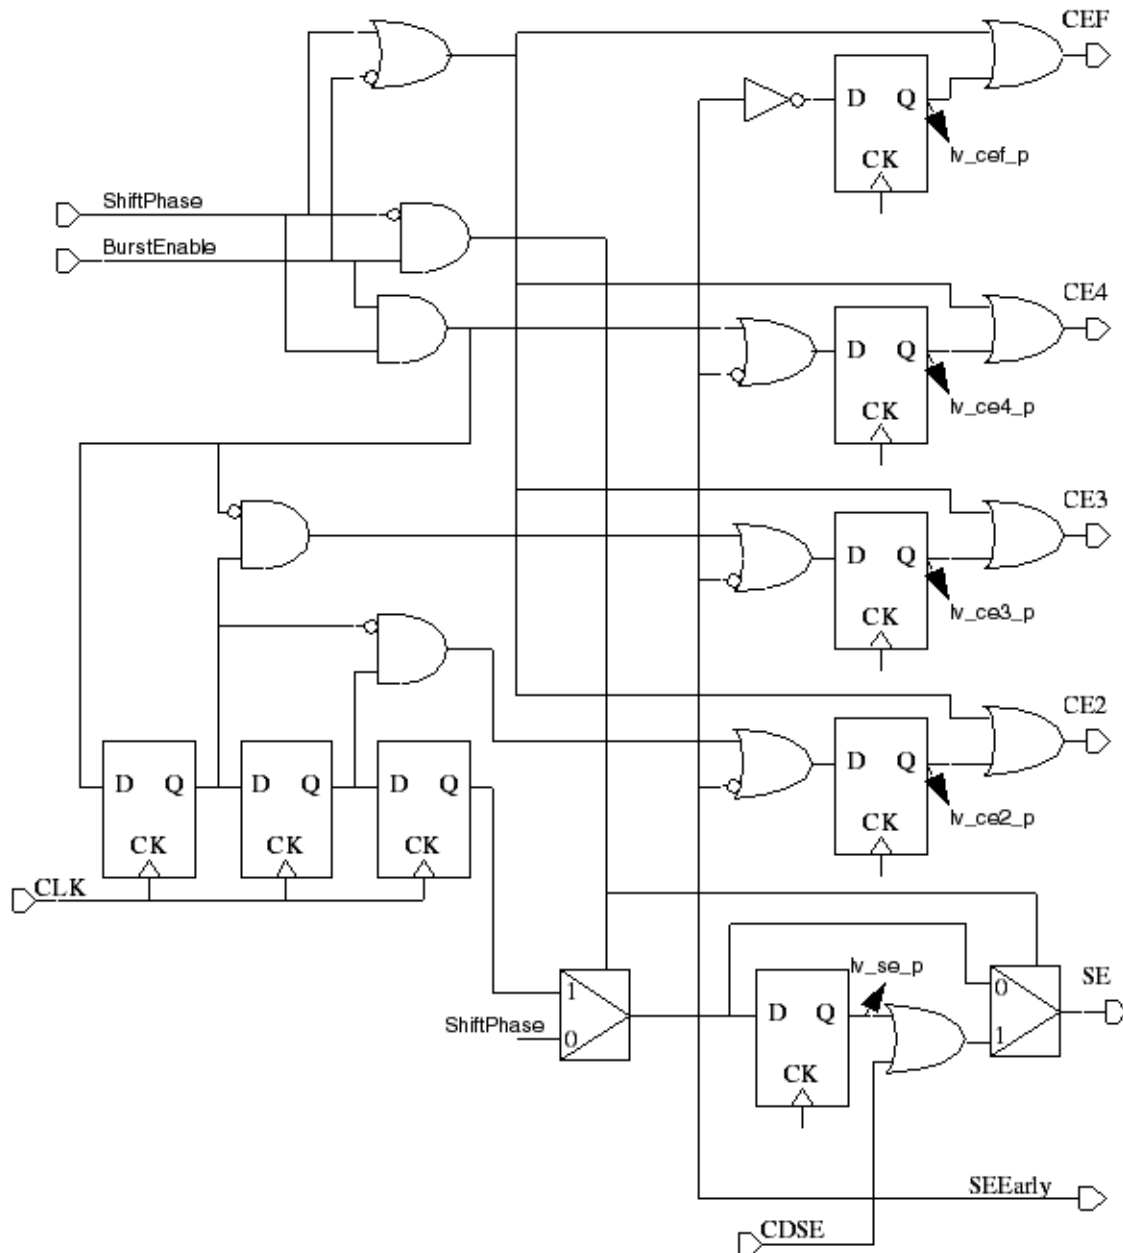 CEF
D Q
CK
lv_cef_p
ShiftPhase
BurstEnable
CE4
D Q
CK
lv_ce4_p
CE3
D Q
CK
lv_ce3_p
CE2
D Q
CK
lv_ce2_p
D Q
CK
D Q
CK
D Q
CK
CLK
1
0
ShiftPhase
lv_se_p
D Q
CK
0
1
SE
SEEarly
CDSE